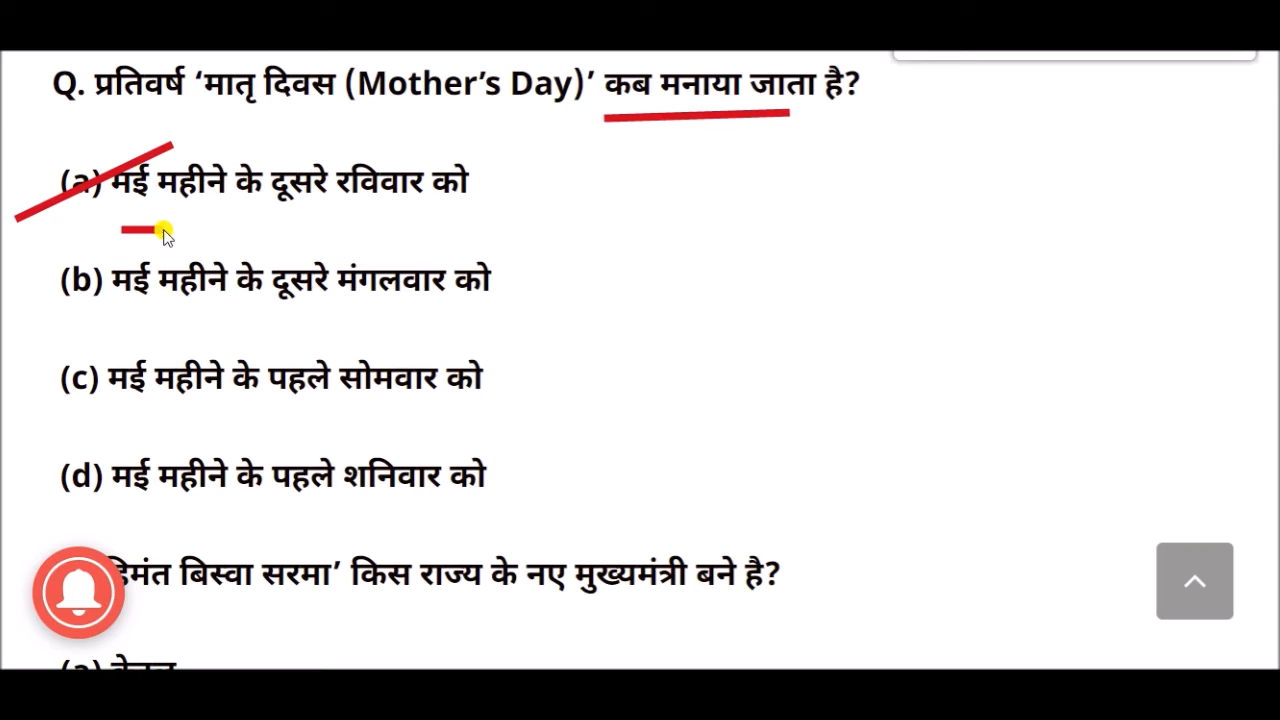 Q. प्रतिवर्ष ‘मातृ दिवस (Mother’s Day)’ कब मनाया जाता है?
(a) मई महीने के दूसरे रविवार को
(b) मई महीने के दूसरे मंगलवार को
(c) मई महीने के पहले सोमवार को
(d) मई महीने के पहले शनिवार को
बिस्वा सरमा’ किस राज्य के नए मुख्यमंत्री बने है?